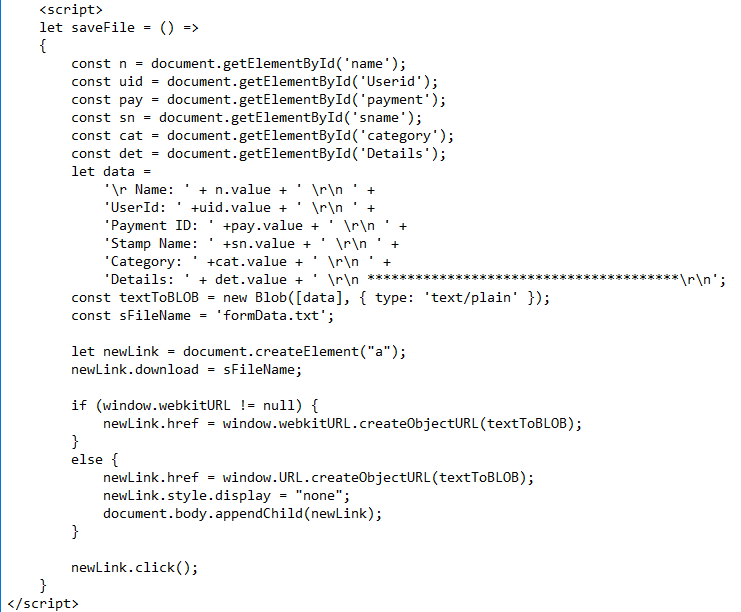 <script>
let saveFile = () =>
{
const n = document.getElementById('name');
const uid = document.getElementById('Userid');
const pay = document.getElementById('payment');
const sn = document.getElementById('sname');
const cat = document.getElementById('category');
const det = document.getElementById('Details');
let data =
'\r Name: ' + n.value + ' \r\n ' +
'UserId: ' +uid.value + ' \r\n ' +
'Payment ID: ' +pay.value + ' \r\n ' +
'Stamp Name: ' +sn.value + ' \r\n ' +
'Category: ' +cat.value + ' \r\n ' +
'Details: ' + det.value + ' \r\n ***************************************\r\n';
const textToBLOB = new Blob([data], { type: 'text/plain' });
const sFileName = 'formData.txt';
let newLink = document.createElement("a");
newLink.download = sFileName;
if (window.webkitURL != null) {
newLink.href = window.webkitURL.createObjectURL(textToBLOB);
}
else {
newLink.href = window.URL.createObjectURL(textToBLOB);
newLink.style.display = "none";
document.body.appendChild(newLink);
}
newLink.click();
}
</script>